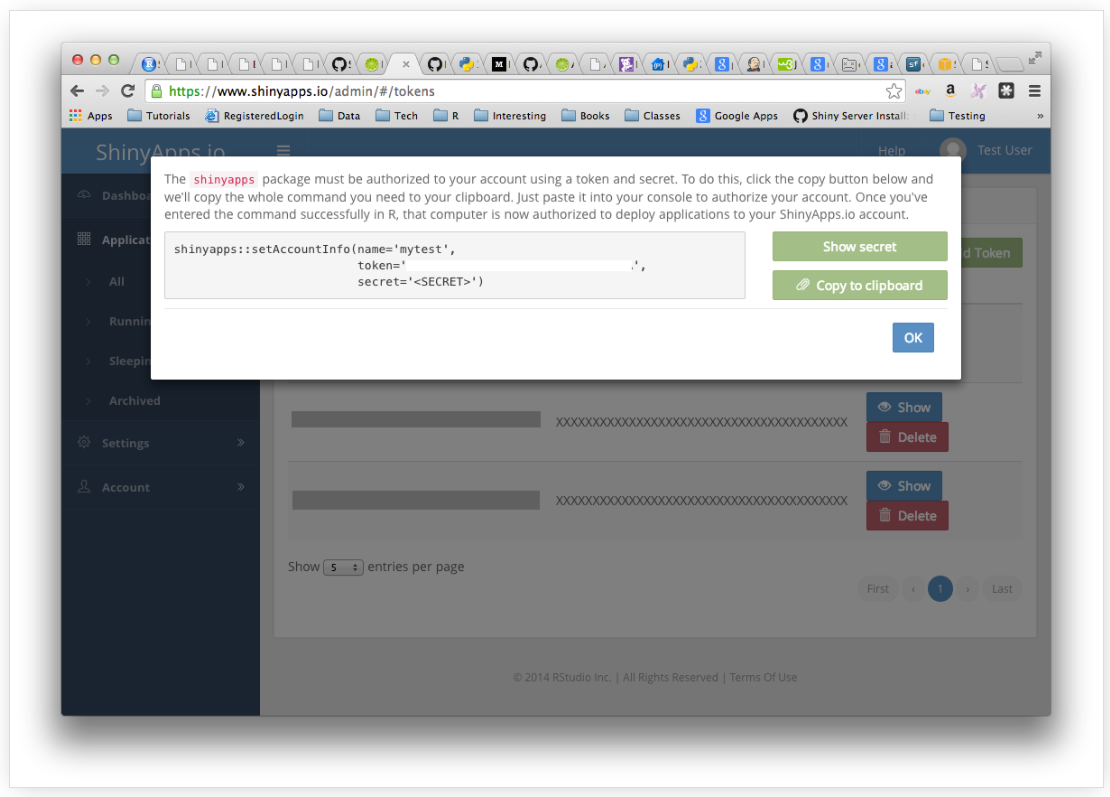 https://www.shinyapps.io/admin/#/tokens
Apps Tutorials RegisteredLogin Data Tech R Interesting Books Classes Google Apps Shiny Server Install: Testing »
ShinyApps.io Help Test User
The shinyapps package must be authorized to your account using a token and secret. To do this, click the copy button below and
we'll copy the whole command you need to your clipboard. Just paste it into your console to authorize your account. Once you've
entered the command successfully in R, that computer is now authorized to deploy applications to your ShinyApps.io account.
shinyapps::setAccountInfo(name='mytest',
token=' ',
secret='<SECRET>')
Show secret
Copy to clipboard
OK
Dashboa
Applicat
All
Runnin
Sleepin
Archived
Settings »
Account »
d Token
XXXXXXXXXXXXXXXXXXXXXXXXXXXXXXXXXXXXXXXX
Show
Delete
XXXXXXXXXXXXXXXXXXXXXXXXXXXXXXXXXXXXXXXX
Show
Delete
Show 5 entries per page
First ‹ 1 › Last
© 2014 RStudio Inc. | All Rights Reserved | Terms Of Use